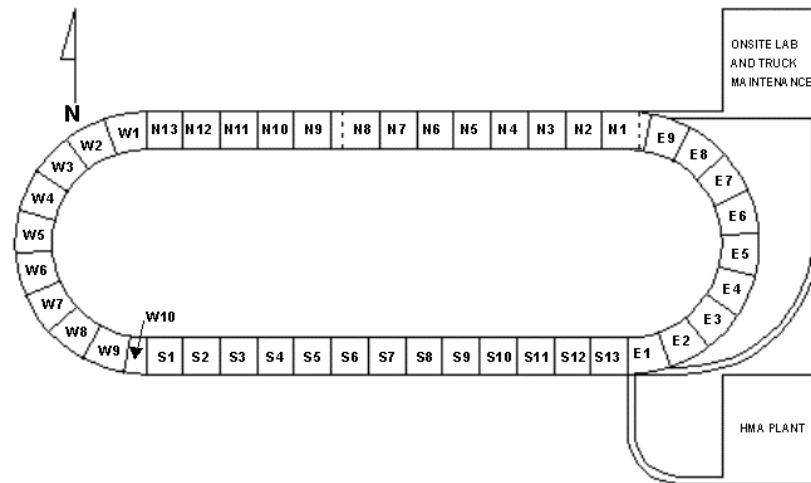 ONSITE LAB
AND TRUCK
MAINTENANCE
N
W1 N13 N12 N11 N10 N9 N8 N7 N6 N5 N4 N3 N2 N1 E9
W2 E8
W3 E7
W4 E6
W5 E5
W6 E4
W7 W10 E3
W8 E2
W9 S1 S2 S3 S4 S5 S6 S7 S8 S9 S10 S11 S12 S13 E1
HMA PLANT